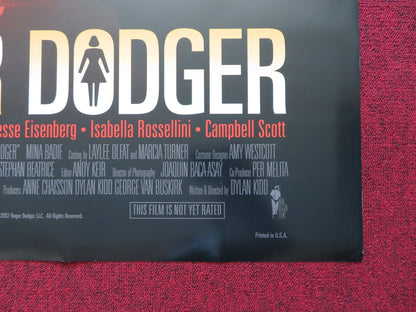 R DODGER
esse Eisenberg • Isabella Rossellini • Campbell Scott
DODGER" MINA BADIE Casting by LAYLEE OLFAT and MARCIA TURNER Costume Designer AMY WESTCOTT
STEPHAN BEATRICE Editor ANDY KEIR Director of Photography JOAQUIN BACA-ASAY Co-Producer PER MELITA
Producers ANNE CHAISSON DYLAN KIDD GEORGE VAN BUSKIRK Written & Directed by DYLAN KIDD
THIS FILM IS NOT YET RATED
2002 Roger Dodger, LLC. All Rights Reserved.
Printed in U.S.A.